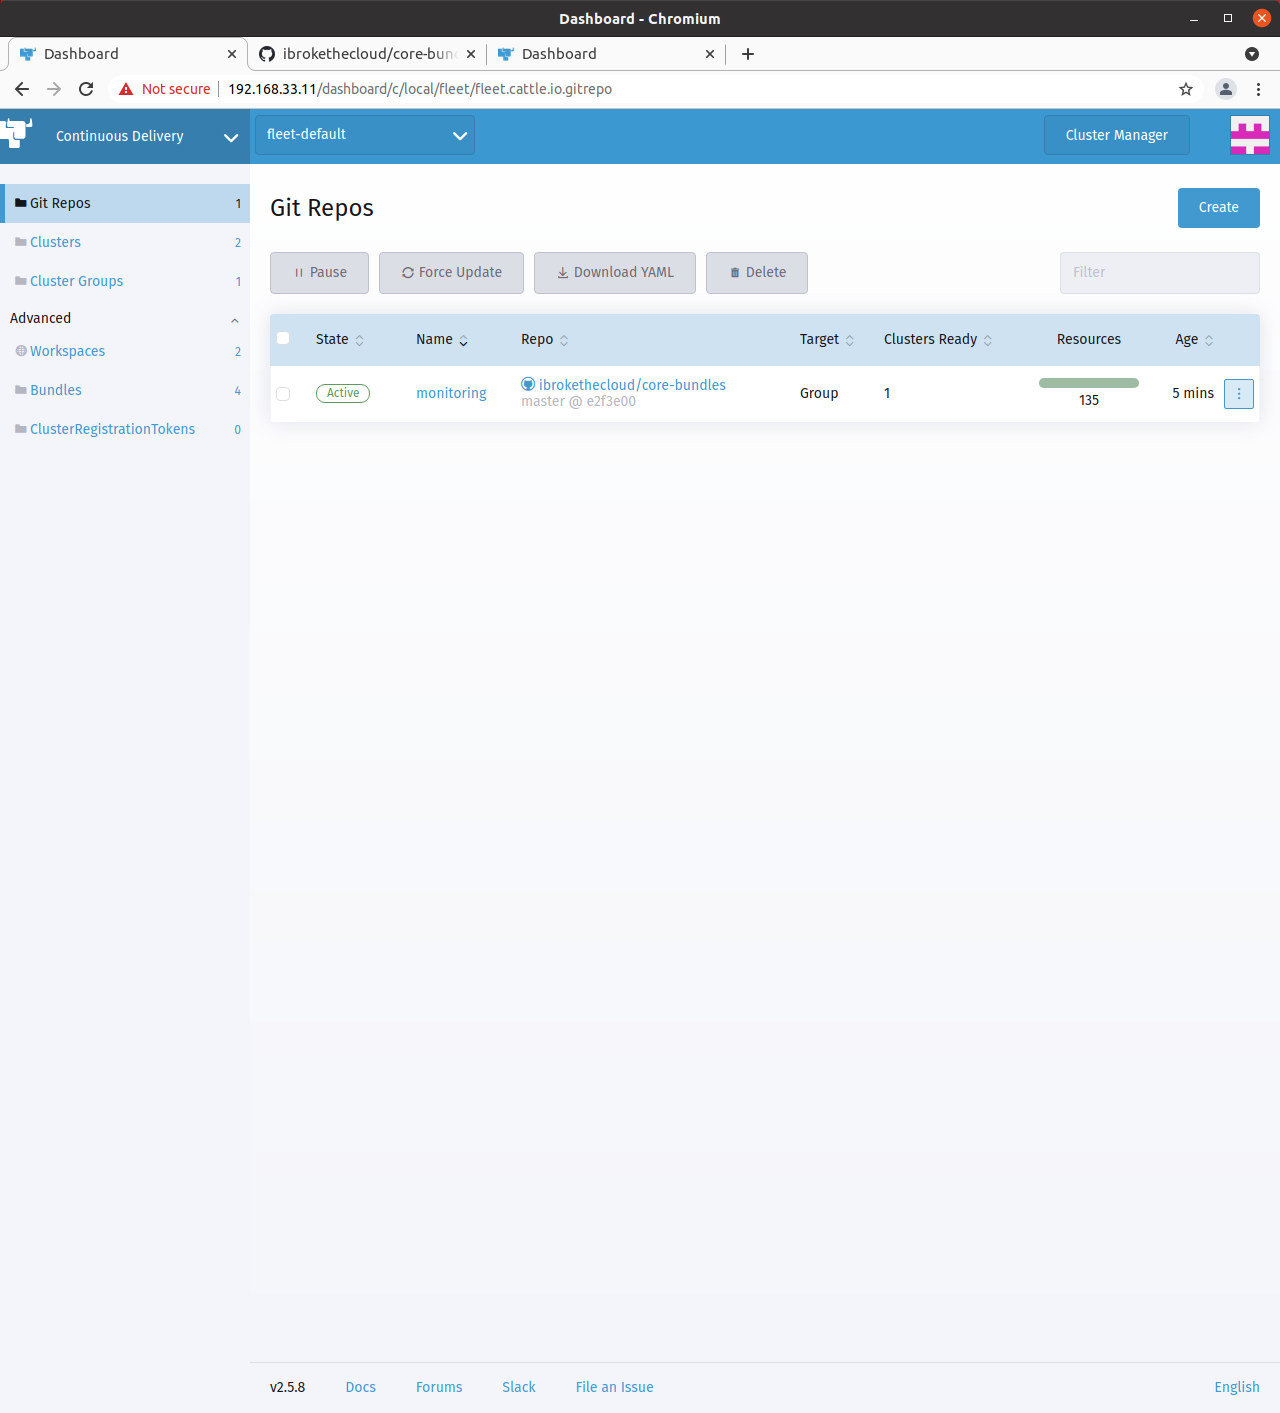 Dashboard - Chromium
Dashboard
ibrokethecloud/core-bun
Dashboard
Not secure
192.168.33.11/dashboard/c/local/fleet/fleet.cattle.io.gitrepo
Continuous Delivery
fleet-default
Cluster Manager
Git Repos 1
Clusters 2
Cluster Groups 1
Advanced
Workspaces 2
Bundles 4
ClusterRegistrationTokens 0
Git Repos
Create
Pause
Force Update
Download YAML
Delete
Filter
State Name Repo Target Clusters Ready Resources Age
Active monitoring ibrokethecloud/core-bundles Group 1 5 mins
master @ e2f3e00
135
v2.5.8 Docs Forums Slack File an Issue English